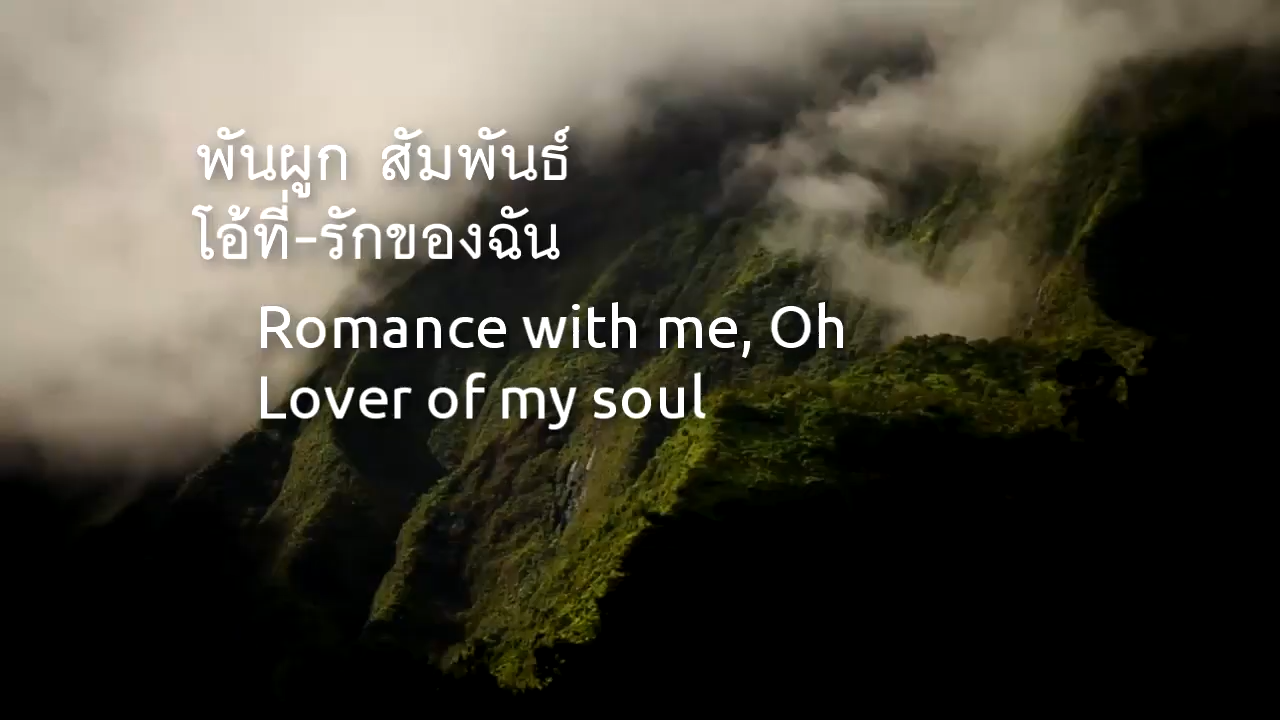 พันผูก สัมพันธ์
โอ้ที่-รักของฉัน
Romance with me, Oh
Lover of my soul